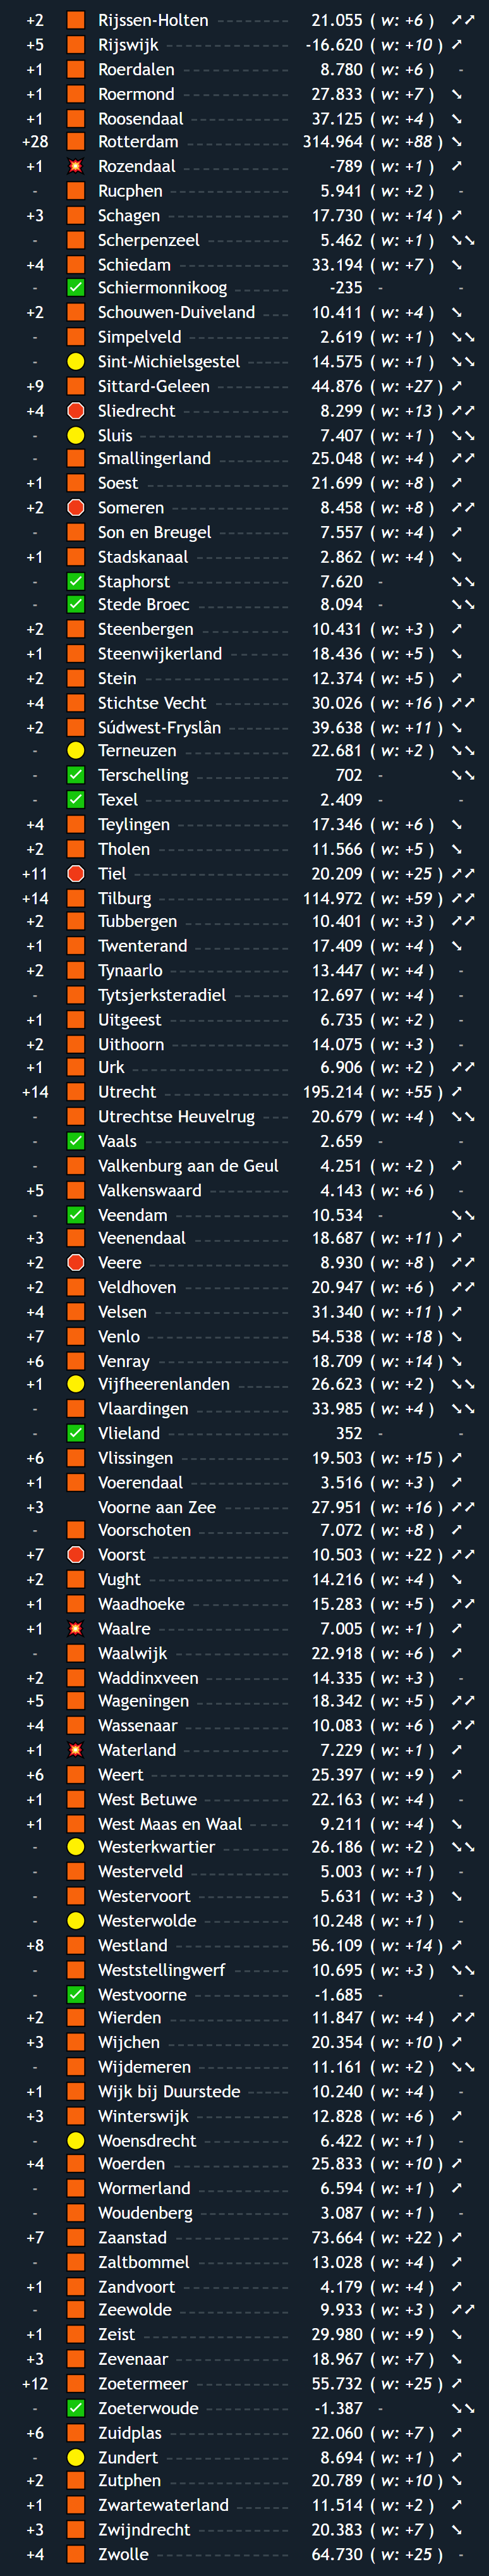 +2 Rijssen-Holten 21.055 ( w: +6 ) ➚➚
+5 Rijswijk -16.620 ( w: +10 ) ➚
+1 Roerdalen 8.780 ( w: +6 ) -
+1 Roermond 27.833 ( w: +7 ) ➘
+1 Roosendaal 37.125 ( w: +4 ) ➘
+28 Rotterdam 314.964 ( w: +88 ) ➘
+1 Rozendaal -789 ( w: +1 ) ➚
- Rucphen 5.941 ( w: +2 ) -
+3 Schagen 17.730 ( w: +14 ) ➚
- Scherpenzeel 5.462 ( w: +1 ) ➘➘
+4 Schiedam 33.194 ( w: +7 ) ➘
- Schiermonnikoog -235 - -
+2 Schouwen-Duiveland 10.411 ( w: +4 ) ➘
- Simpelveld 2.619 ( w: +1 ) ➘➘
- Sint-Michielsgestel 14.575 ( w: +1 ) ➘➘
+9 Sittard-Geleen 44.876 ( w: +27 ) ➚
+4 Sliedrecht 8.299 ( w: +13 ) ➚➚
- Sluis 7.407 ( w: +1 ) ➘➘
- Smallingerland 25.048 ( w: +4 ) ➚➚
+1 Soest 21.699 ( w: +8 ) ➚
+2 Someren 8.458 ( w: +8 ) ➚➚
- Son en Breugel 7.557 ( w: +4 ) ➚
+1 Stadskanaal 2.862 ( w: +4 ) ➘
- Staphorst 7.620 - ➘➘
- Stede Broec 8.094 - ➘➘
+2 Steenbergen 10.431 ( w: +3 ) ➚
+1 Steenwijkerland 18.436 ( w: +5 ) ➘
+2 Stein 12.374 ( w: +5 ) ➚
+4 Stichtse Vecht 30.026 ( w: +16 ) ➚➚
+2 Súdwest-Fryslân 39.638 ( w: +11 ) ➘
- Terneuzen 22.681 ( w: +2 ) ➘➘
- Terschelling 702 - ➘➘
- Texel 2.409 - -
+4 Teylingen 17.346 ( w: +6 ) ➘
+2 Tholen 11.566 ( w: +5 ) ➘
+11 Tiel 20.209 ( w: +25 ) ➚➚
+14 Tilburg 114.972 ( w: +59 ) ➚➚
+2 Tubbergen 10.401 ( w: +3 ) ➚➚
+1 Twenterand 17.409 ( w: +4 ) ➘
+2 Tynaarlo 13.447 ( w: +4 ) -
- Tytsjerksteradiel 12.697 ( w: +4 ) -
+1 Uitgeest 6.735 ( w: +2 ) -
+2 Uithoorn 14.075 ( w: +3 ) -
+1 Urk 6.906 ( w: +2 ) ➚➚
+14 Utrecht 195.214 ( w: +55 ) ➚
- Utrechtse Heuvelrug 20.679 ( w: +4 ) ➘➘
- Vaals 2.659 - -
- Valkenburg aan de Geul 4.251 ( w: +2 ) ➚
+5 Valkenswaard 4.143 ( w: +6 ) -
- Veendam 10.534 - ➘➘
+3 Veenendaal 18.687 ( w: +11 ) ➚
+2 Veere 8.930 ( w: +8 ) ➚➚
+2 Veldhoven 20.947 ( w: +6 ) ➚➚
+4 Velsen 31.340 ( w: +11 ) ➚
+7 Venlo 54.538 ( w: +18 ) ➘
+6 Venray 18.709 ( w: +14 ) ➘
+1 Vijfheerenlanden 26.623 ( w: +2 ) ➘➘
- Vlaardingen 33.985 ( w: +4 ) ➘➘
- Vlieland 352 - -
+6 Vlissingen 19.503 ( w: +15 ) ➚
+1 Voerendaal 3.516 ( w: +3 ) ➚
+3 Voorne aan Zee 27.951 ( w: +16 ) ➚➚
- Voorschoten 7.072 ( w: +8 ) ➚
+7 Voorst 10.503 ( w: +22 ) ➚➚
+2 Vught 14.216 ( w: +4 ) ➘
+1 Waadhoeke 15.283 ( w: +5 ) ➚➚
+1 Waalre 7.005 ( w: +1 ) ➚
- Waalwijk 22.918 ( w: +6 ) ➚
+2 Waddinxveen 14.335 ( w: +3 ) -
+5 Wageningen 18.342 ( w: +5 ) ➚➚
+4 Wassenaar 10.083 ( w: +6 ) ➚➚
+1 Waterland 7.229 ( w: +1 ) ➚
+6 Weert 25.397 ( w: +9 ) ➚
+1 West Betuwe 22.163 ( w: +4 ) -
+1 West Maas en Waal 9.211 ( w: +4 ) ➘
- Westerkwartier 26.186 ( w: +2 ) ➘➘
- Westerveld 5.003 ( w: +1 ) -
- Westervoort 5.631 ( w: +3 ) ➘
- Westerwolde 10.248 ( w: +1 ) -
+8 Westland 56.109 ( w: +14 ) ➚
- Weststellingwerf 10.695 ( w: +3 ) ➘➘
- Westvoorne -1.685 - -
+2 Wierden 11.847 ( w: +4 ) ➚➚
+3 Wijchen 20.354 ( w: +10 ) ➚
- Wijdemeren 11.161 ( w: +2 ) ➘➘
+1 Wijk bij Duurstede 10.240 ( w: +4 ) -
+3 Winterswijk 12.828 ( w: +6 ) ➚
- Woensdrecht 6.422 ( w: +1 ) -
+4 Woerden 25.833 ( w: +10 ) ➚
- Wormerland 6.594 ( w: +1 ) ➚
- Woudenberg 3.087 ( w: +1 ) -
+7 Zaanstad 73.664 ( w: +22 ) ➚
- Zaltbommel 13.028 ( w: +4 ) ➚
+1 Zandvoort 4.179 ( w: +4 ) ➚
- Zeewolde 9.933 ( w: +3 ) ➚➚
+1 Zeist 29.980 ( w: +9 ) ➘
+3 Zevenaar 18.967 ( w: +7 ) ➘
+12 Zoetermeer 55.732 ( w: +25 ) ➚
- Zoeterwoude -1.387 - ➘➘
+6 Zuidplas 22.060 ( w: +7 ) ➚
- Zundert 8.694 ( w: +1 ) ➚
+2 Zutphen 20.789 ( w: +10 ) ➘
+1 Zwartewaterland 11.514 ( w: +2 ) ➚
+3 Zwijndrecht 20.383 ( w: +7 ) ➘
+4 Zwolle 64.730 ( w: +25 ) -